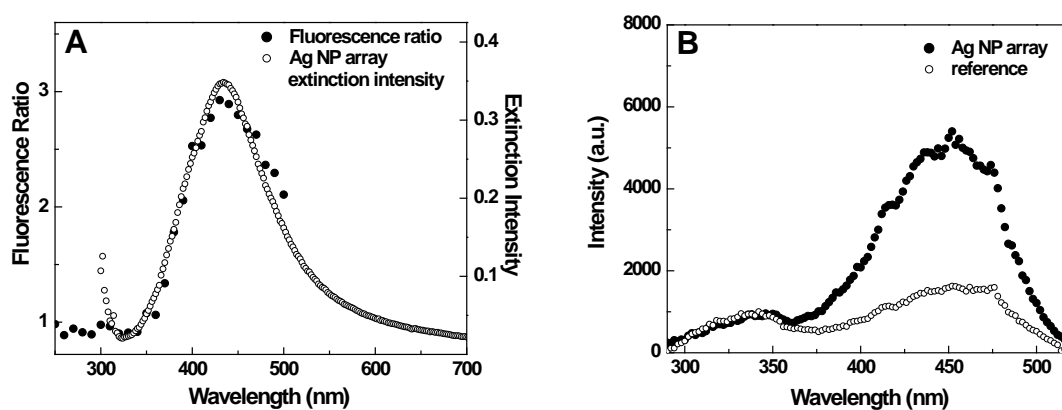 A
Fluorescence ratio
Ag NP array
extinction intensity
Fluorescence Ratio
3
2
1
0.4
0.3
0.2
0.1
Extinction Intensity
300 400 500 600 700
Wavelength (nm)
B
Ag NP array
reference
Intensity (a.u.)
8000
6000
4000
2000
0
290 350 400 450 500
Wavelength (nm)